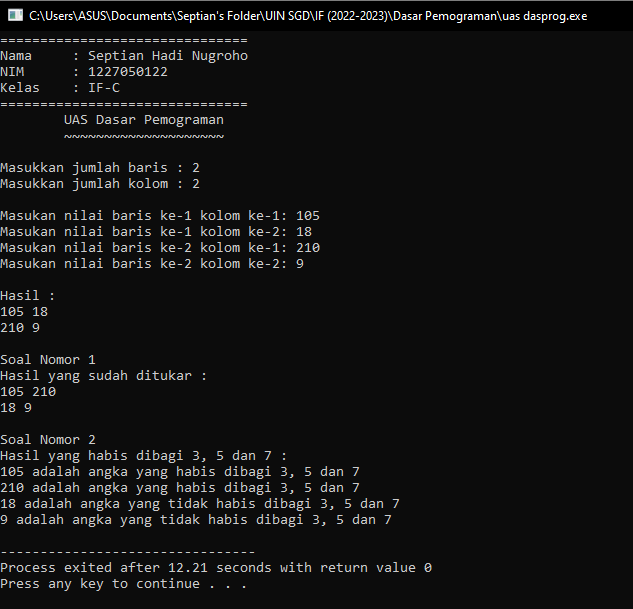 C:\Users\ASUS\Documents\Septian's Folder\UIN SGD\IF (2022-2023)\Dasar Pemograman\uas dasprog.exe
===============================
Nama     : Septian Hadi Nugroho
NIM      : 1227050122
Kelas    : IF-C
===============================
        UAS Dasar Pemograman
        ~~~~~~~~~~~~~~~~~~~~
Masukkan jumlah baris : 2
Masukkan jumlah kolom : 2
Masukan nilai baris ke-1 kolom ke-1: 105
Masukan nilai baris ke-1 kolom ke-2: 18
Masukan nilai baris ke-2 kolom ke-1: 210
Masukan nilai baris ke-2 kolom ke-2: 9
Hasil :
105 18
210 9
Soal Nomor 1
Hasil yang sudah ditukar :
105 210
18 9
Soal Nomor 2
Hasil yang habis dibagi 3, 5 dan 7 :
105 adalah angka yang habis dibagi 3, 5 dan 7
210 adalah angka yang habis dibagi 3, 5 dan 7
18 adalah angka yang tidak habis dibagi 3, 5 dan 7
9 adalah angka yang tidak habis dibagi 3, 5 dan 7
--------------------------------
Process exited after 12.21 seconds with return value 0
Press any key to continue . . .